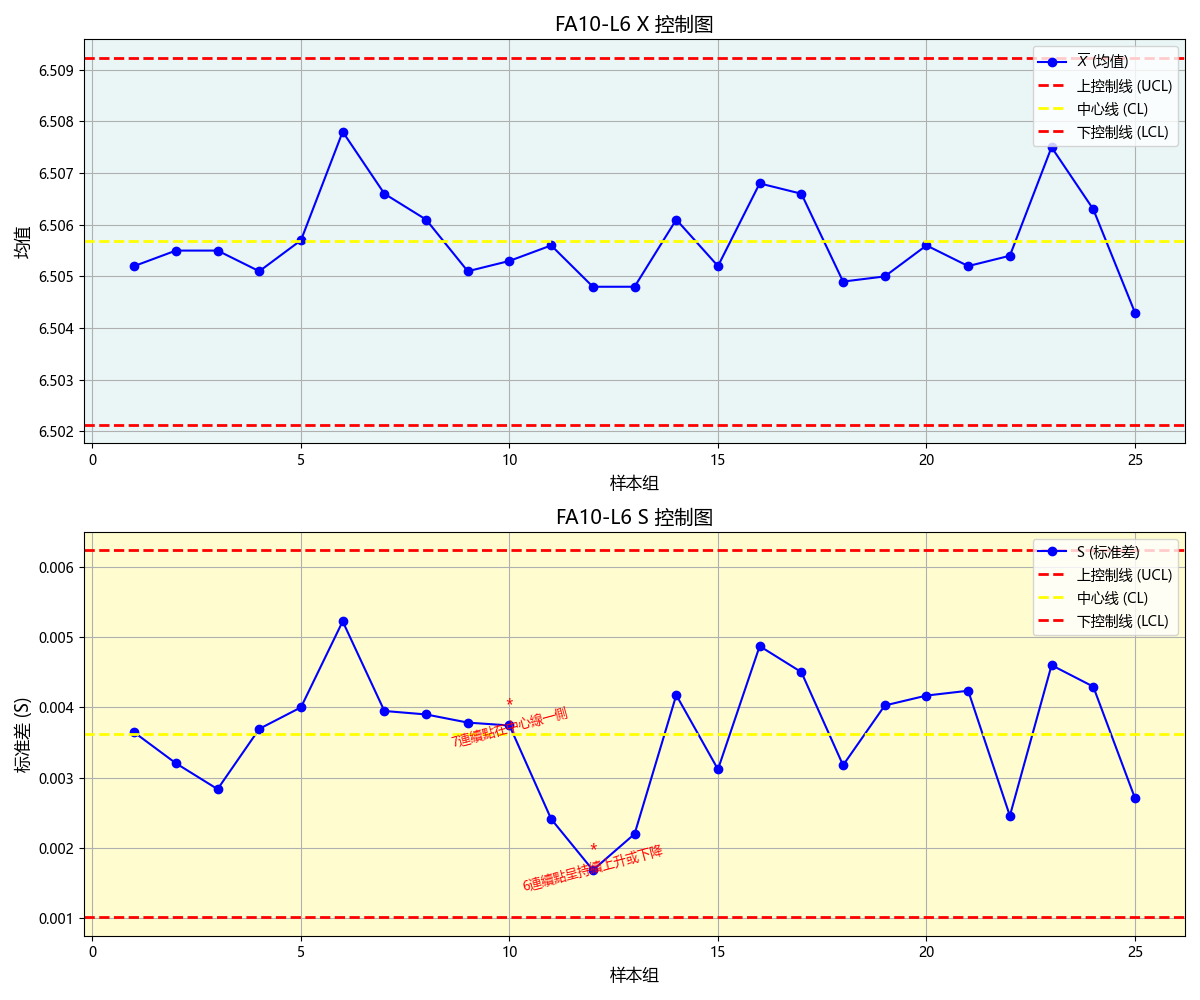 FA10-L6 X 控制图
均值
6.509
6.508
6.507
6.506
6.505
6.504
6.503
6.502
X̅ (均值)
上控制线 (UCL)
中心线 (CL)
下控制线 (LCL)
0 5 10 15 20 25
样本组
FA10-L6 S 控制图
标准差 (S)
0.006
0.005
0.004
0.003
0.002
0.001
S (标准差)
上控制线 (UCL)
中心线 (CL)
下控制线 (LCL)
*
7連續點在中心線一側
*
6連續點呈持續上升或下降
0 5 10 15 20 25
样本组